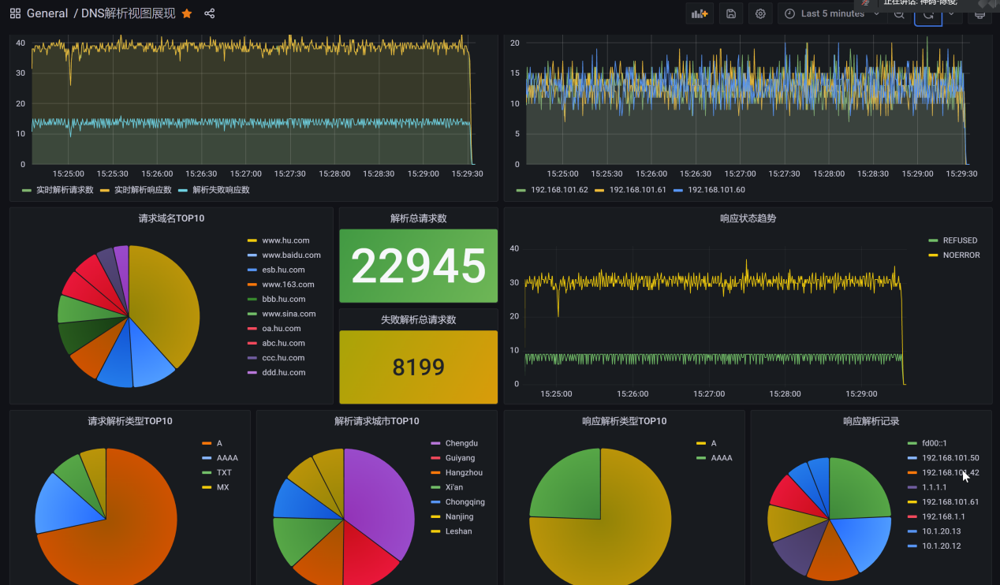 正在讲话: 神码-陈俊;
General / DNS解析视图展现
Last 5 minutes
40
30
20
10
0
15:25:00 15:25:30 15:26:00 15:26:30 15:27:00 15:27:30 15:28:00 15:28:30 15:29:00 15:29:30
实时解析请求数 实时解析响应数 解析失败响应数
20
15
10
5
0
15:25:00 15:25:30 15:26:00 15:26:30 15:27:00 15:27:30 15:28:00 15:28:30 15:29:00 15:29:30
192.168.101.62 192.168.101.61 192.168.101.60
请求域名TOP10
www.hu.com
www.baidu.com
esb.hu.com
www.163.com
bbb.hu.com
www.sina.com
oa.hu.com
abc.hu.com
ccc.hu.com
ddd.hu.com
解析总请求数
22945
失败解析总请求数
8199
响应状态趋势
40
30
20
10
0
15:25:00 15:26:00 15:27:00 15:28:00 15:29:00
REFUSED
NOERROR
请求解析类型TOP10
A
AAAA
TXT
MX
解析请求城市TOP10
Chengdu
Guiyang
Hangzhou
Xi'an
Chongqing
Nanjing
Leshan
响应解析类型TOP10
A
AAAA
响应解析记录
fd00::1
192.168.101.50
192.168.101.42
1.1.1.1
192.168.101.61
192.168.1.1
10.1.20.13
10.1.20.12